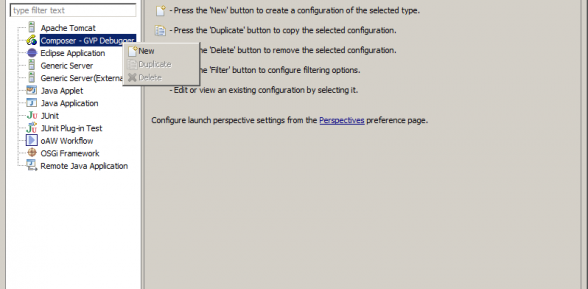 type filter text
Apache Tomcat
Composer - GVP Debugger
Eclipse Application
Generic Server
Generic Server(Externa
Java Applet
Java Application
JUnit
JUnit Plug-in Test
oAW Workflow
OSGi Framework
Remote Java Application
New
Duplicate
Delete
- Press the 'New' button to create a configuration of the selected type.
- Press the 'Duplicate' button to copy the selected configuration.
'Delete' button to remove the selected configuration.
'Filter' button to configure filtering options.
- Edit or view an existing configuration by selecting it.
Configure launch perspective settings from the Perspectives preference page.